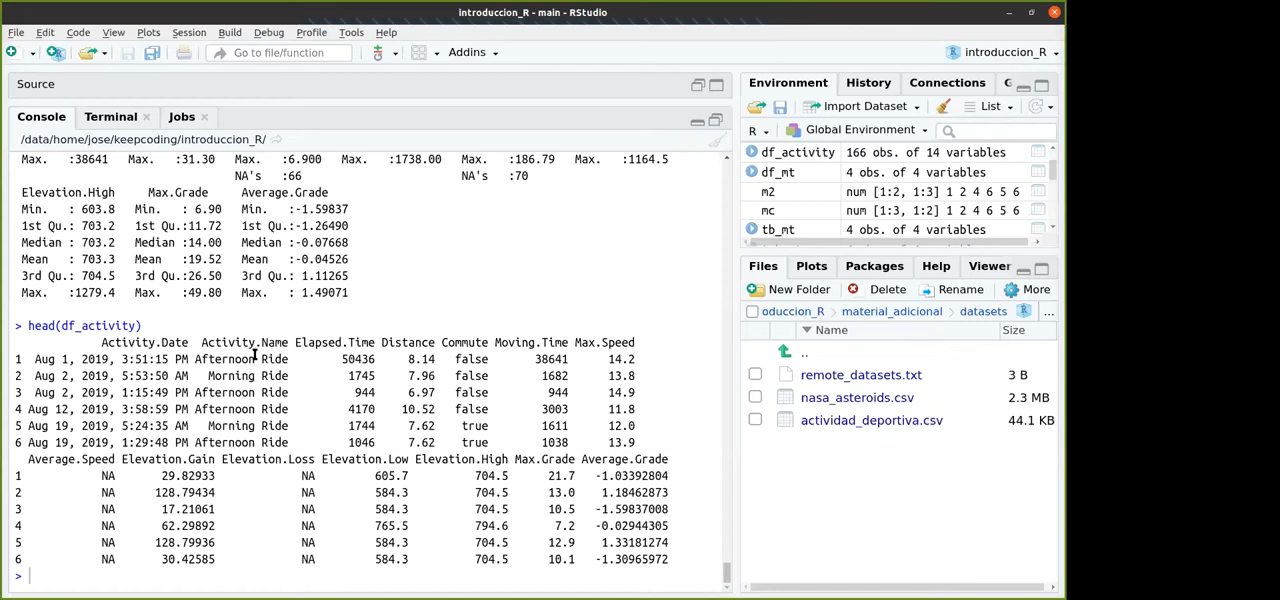 introduccion_R - main - RStudio
File Edit Code View Plots Session Build Debug Profile Tools Help
Go to file/function Addins introduccion_R
Source
Console Terminal Jobs
/data/home/jose/keepcoding/introduccion_R/
Max. :38641 Max. :31.30 Max. :6.900 Max. :1738.00 Max. :186.79 Max. :1164.5
NA's :66 NA's :70
Elevation.High Max.Grade Average.Grade
Min. : 603.8 Min. : 6.90 Min. :-1.59837
1st Qu.: 703.2 1st Qu.:11.72 1st Qu.:-1.26490
Median : 703.2 Median :14.00 Median :-0.07668
Mean : 703.3 Mean :19.52 Mean :-0.04526
3rd Qu.: 704.5 3rd Qu.:26.50 3rd Qu.: 1.11265
Max. :1279.4 Max. :49.80 Max. : 1.49071
> head(df_activity)
Activity.Date Activity.Name Elapsed.Time Distance Commute Moving.Time Max.Speed
1 Aug 1, 2019, 3:51:15 PM Afternoon Ride 50436 8.14 false 38641 14.2
2 Aug 2, 2019, 5:53:50 AM Morning Ride 1745 7.96 false 1682 13.8
3 Aug 2, 2019, 1:15:49 PM Afternoon Ride 944 6.97 false 944 14.9
4 Aug 12, 2019, 3:58:59 PM Afternoon Ride 4170 10.52 false 3003 11.8
5 Aug 19, 2019, 5:24:35 AM Morning Ride 1744 7.62 true 1611 12.0
6 Aug 19, 2019, 1:29:48 PM Afternoon Ride 1046 7.62 true 1038 13.9
Average.Speed Elevation.Gain Elevation.Loss Elevation.Low Elevation.High Max.Grade Average.Grade
1 NA 29.82933 NA 605.7 704.5 21.7 -1.03392804
2 NA 128.79434 NA 584.3 704.5 13.0 1.18462873
3 NA 17.21061 NA 584.3 704.5 10.5 -1.59837008
4 NA 62.29892 NA 765.5 794.6 7.2 -0.02944305
5 NA 128.79936 NA 584.3 704.5 12.9 1.33181274
6 NA 30.42585 NA 584.3 704.5 10.1 -1.30965972
>
Environment History Connections G
Import Dataset List
R Global Environment
df_activity 166 obs. of 14 variables
df_mt 4 obs. of 4 variables
m2 num [1:2, 1:3] 1 2 4 6 5 6
mc num [1:3, 1:2] 1 2 4 6 5 6
tb_mt 4 obs. of 4 variables
Files Plots Packages Help Viewer
New Folder Delete Rename More
oduccion_R material_adicional datasets ...
Name Size
..
remote_datasets.txt 3 B
nasa_asteroids.csv 2.3 MB
actividad_deportiva.csv 44.1 KB